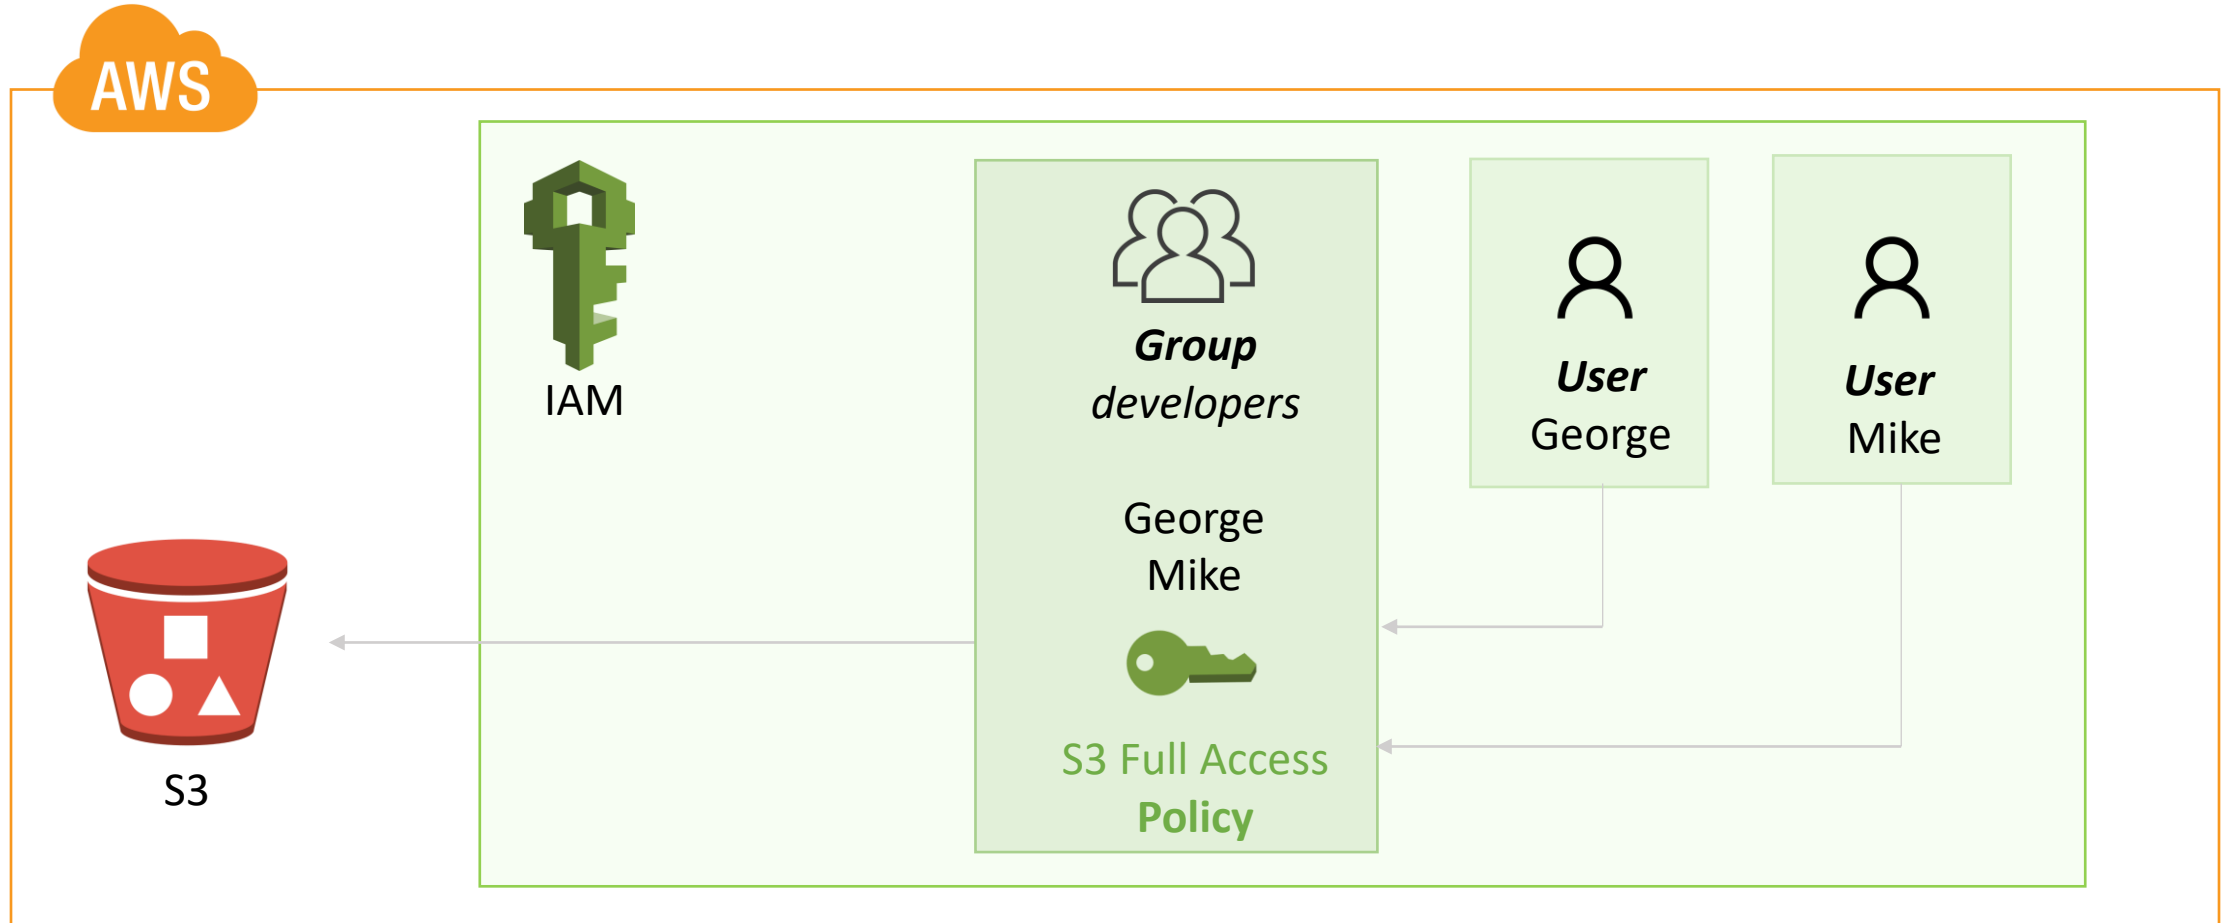 AWS
IAM
Group
developers
George
Mike
S3 Full Access
Policy
User
George
User
Mike
S3